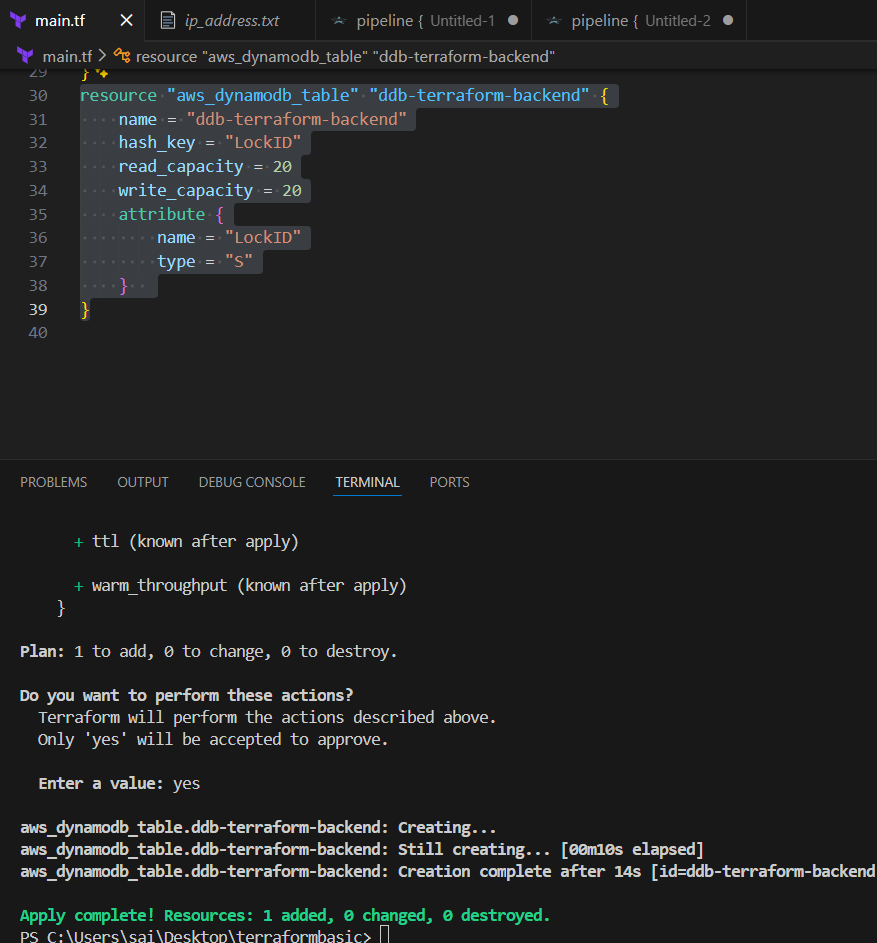 main.tf
ip_address.txt
pipeline { Untitled-1
pipeline { Untitled-2
main.tf > resource "aws_dynamodb_table" "ddb-terraform-backend"
29 }
30 resource "aws_dynamodb_table" "ddb-terraform-backend" {
31 name = "ddb-terraform-backend"
32 hash_key = "LockID"
33 read_capacity = 20
34 write_capacity = 20
35 attribute {
36 name = "LockID"
37 type = "S"
38 }
39 }
40
PROBLEMS OUTPUT DEBUG CONSOLE TERMINAL PORTS
+ ttl (known after apply)
+ warm_throughput (known after apply)
}
Plan: 1 to add, 0 to change, 0 to destroy.
Do you want to perform these actions?
Terraform will perform the actions described above.
Only 'yes' will be accepted to approve.
Enter a value: yes
aws_dynamodb_table.ddb-terraform-backend: Creating...
aws_dynamodb_table.ddb-terraform-backend: Still creating... [00m10s elapsed]
aws_dynamodb_table.ddb-terraform-backend: Creation complete after 14s [id=ddb-terraform-backend
Apply complete! Resources: 1 added, 0 changed, 0 destroyed.
PS C:\Users\sai\Desktop\terraformbasic>